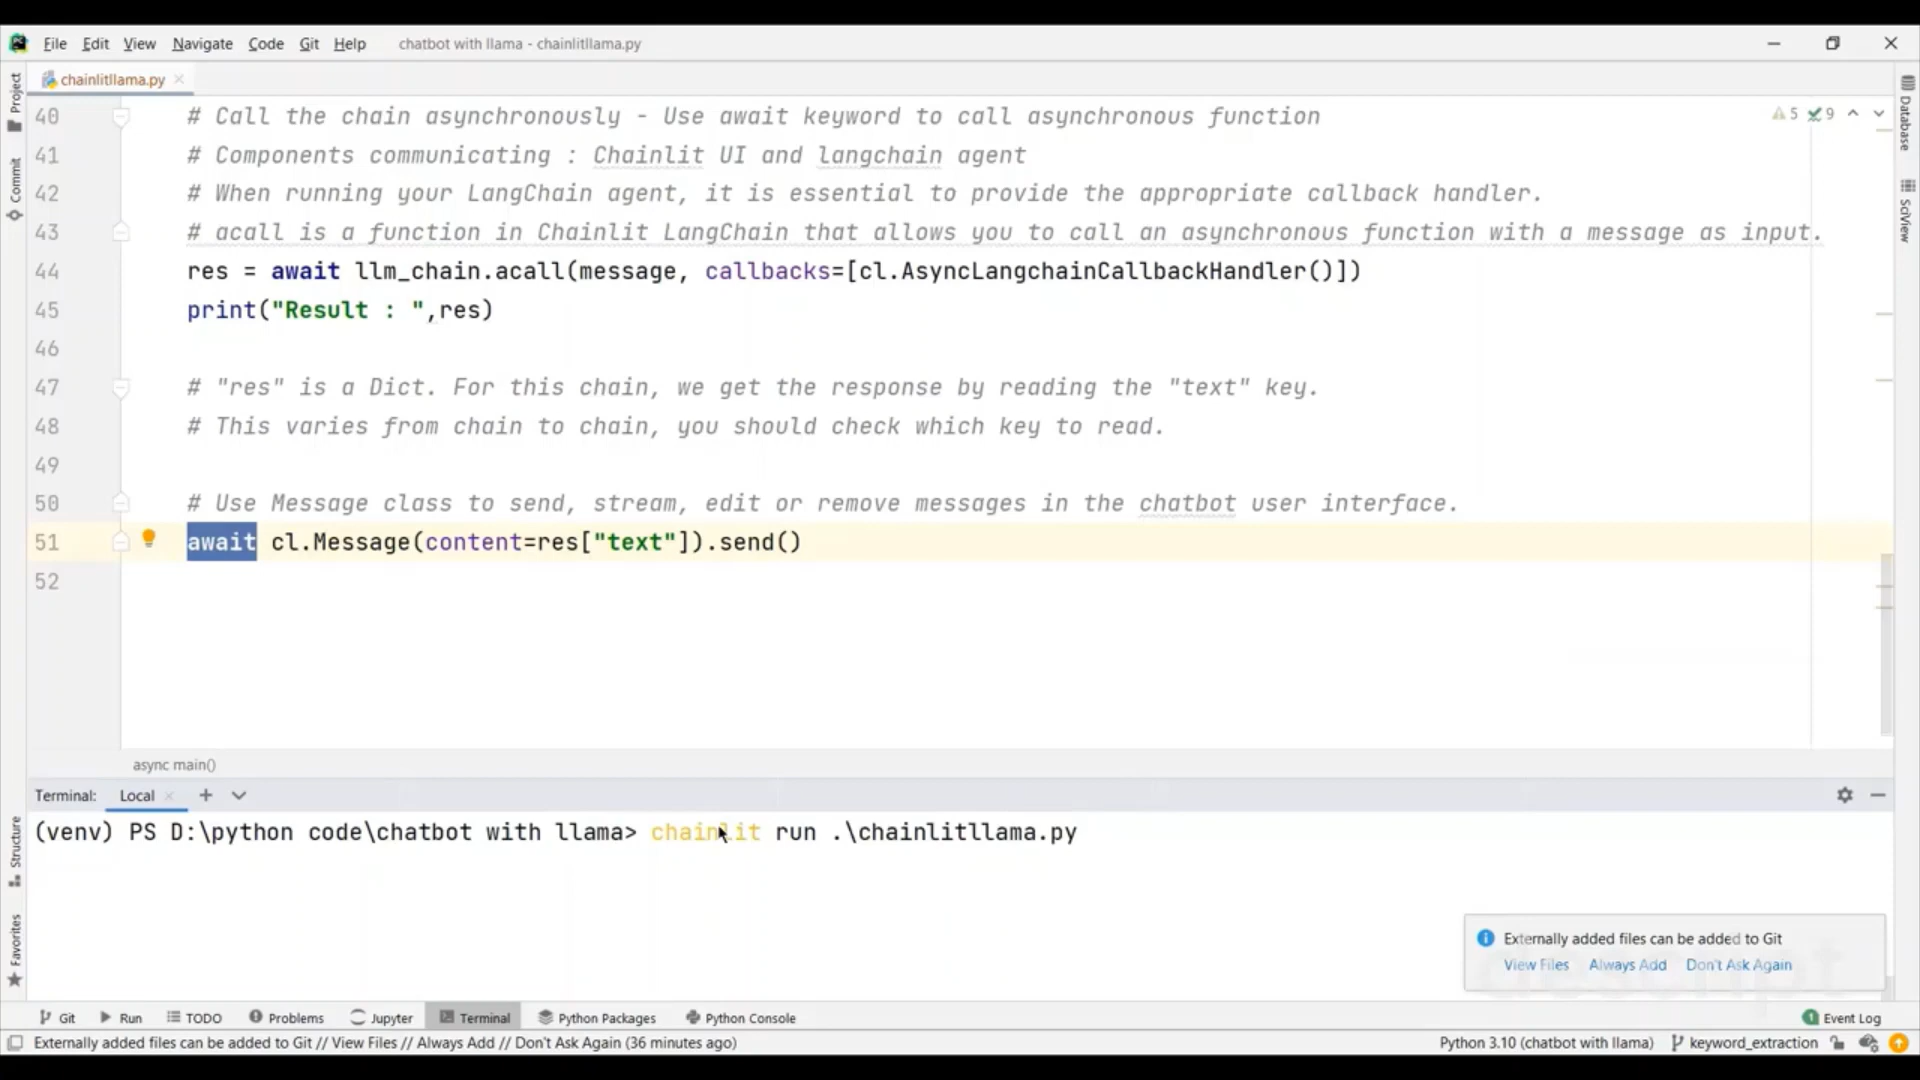 File Edit View Navigate Code Git Help chatbot with llama - chainlitllama.py
chainlitllama.py
Project
Commit
Structure
Favorites
Database
SciView
5 9
40 # Call the chain asynchronously - Use await keyword to call asynchronous function
41 # Components communicating : Chainlit UI and langchain agent
42 # When running your LangChain agent, it is essential to provide the appropriate callback handler.
43 # acall is a function in Chainlit LangChain that allows you to call an asynchronous function with a message as input.
44 res = await llm_chain.acall(message, callbacks=[cl.AsyncLangchainCallbackHandler()])
45 print("Result : ",res)
46
47 # "res" is a Dict. For this chain, we get the response by reading the "text" key.
48 # This varies from chain to chain, you should check which key to read.
49
50 # Use Message class to send, stream, edit or remove messages in the chatbot user interface.
51 await cl.Message(content=res["text"]).send()
52
async main()
Terminal: Local
(venv) PS D:\python code\chatbot with llama> chainlit run .\chainlitllama.py
Externally added files can be added to Git
View Files Always Add Don't Ask Again
Git Run TODO Problems Jupyter Terminal Python Packages Python Console 1 Event Log
Externally added files can be added to Git // View Files // Always Add // Don't Ask Again (36 minutes ago) Python 3.10 (chatbot with llama) keyword_extraction